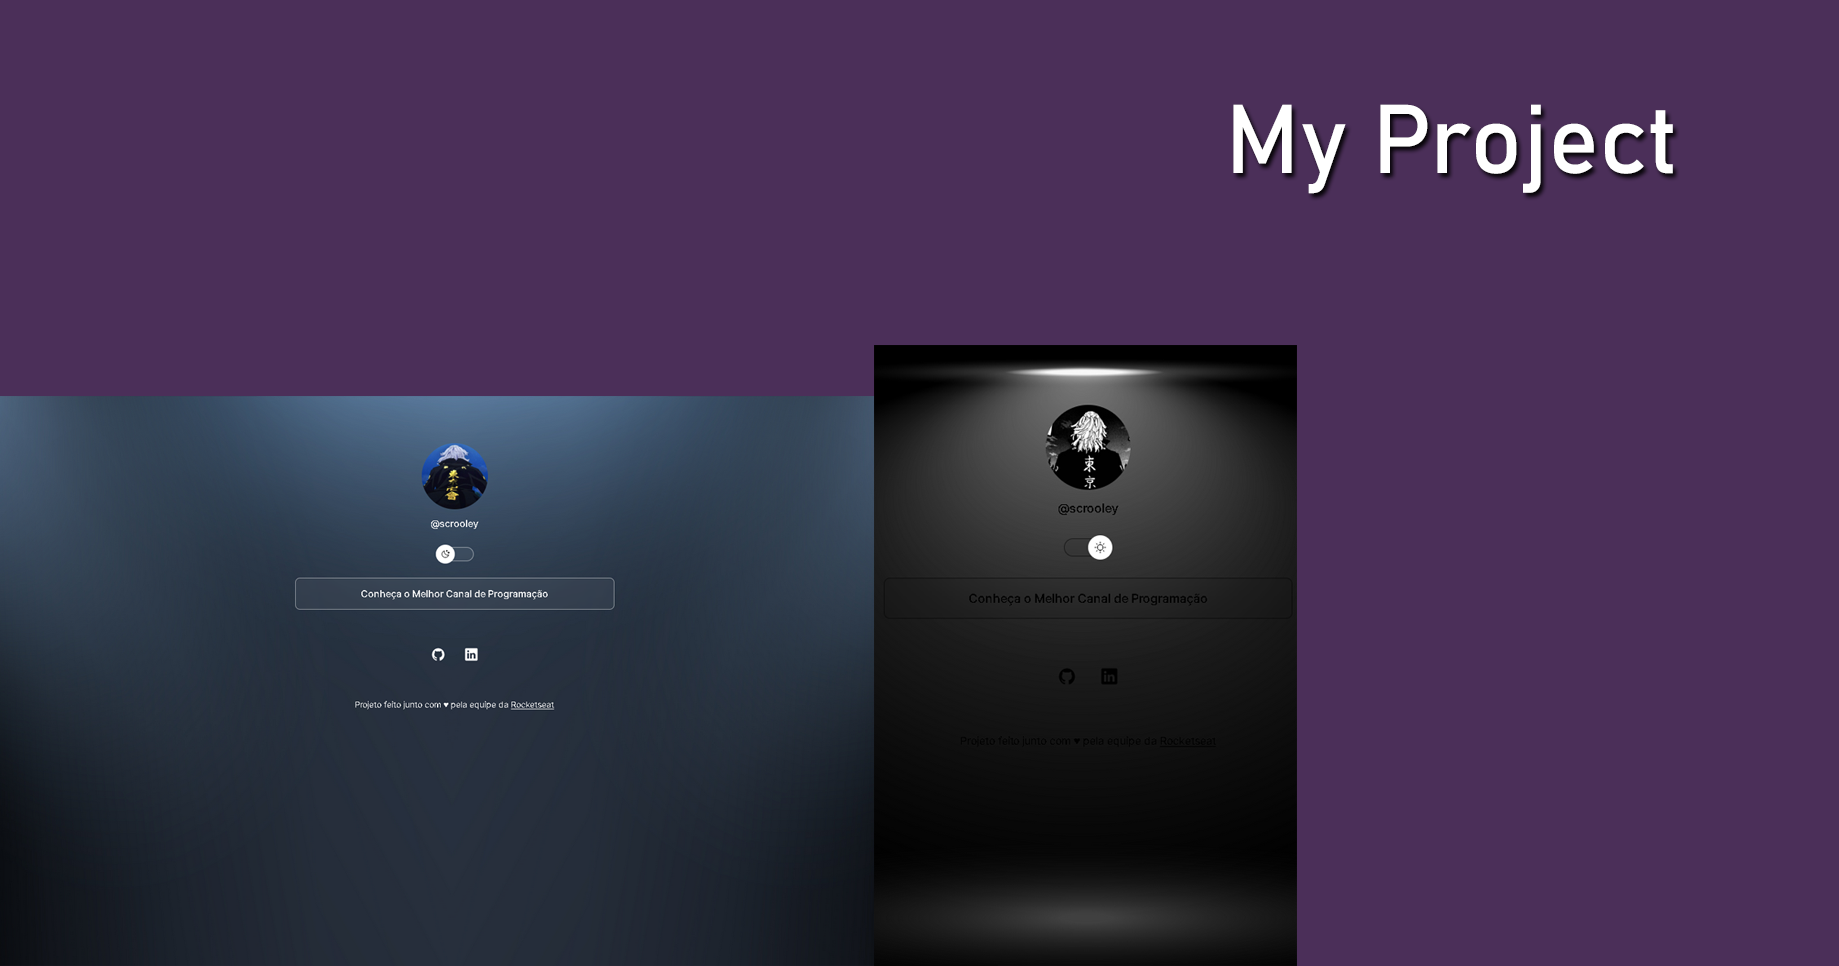 My Project
@scrooley
Conheça o Melhor Canal de Programação
Projeto feito junto com ♥ pela equipe da Rocketseat
東
京
@scrooley
Conheça o Melhor Canal de Programação
Projeto feito junto com ♥ pela equipe da Rocketseat